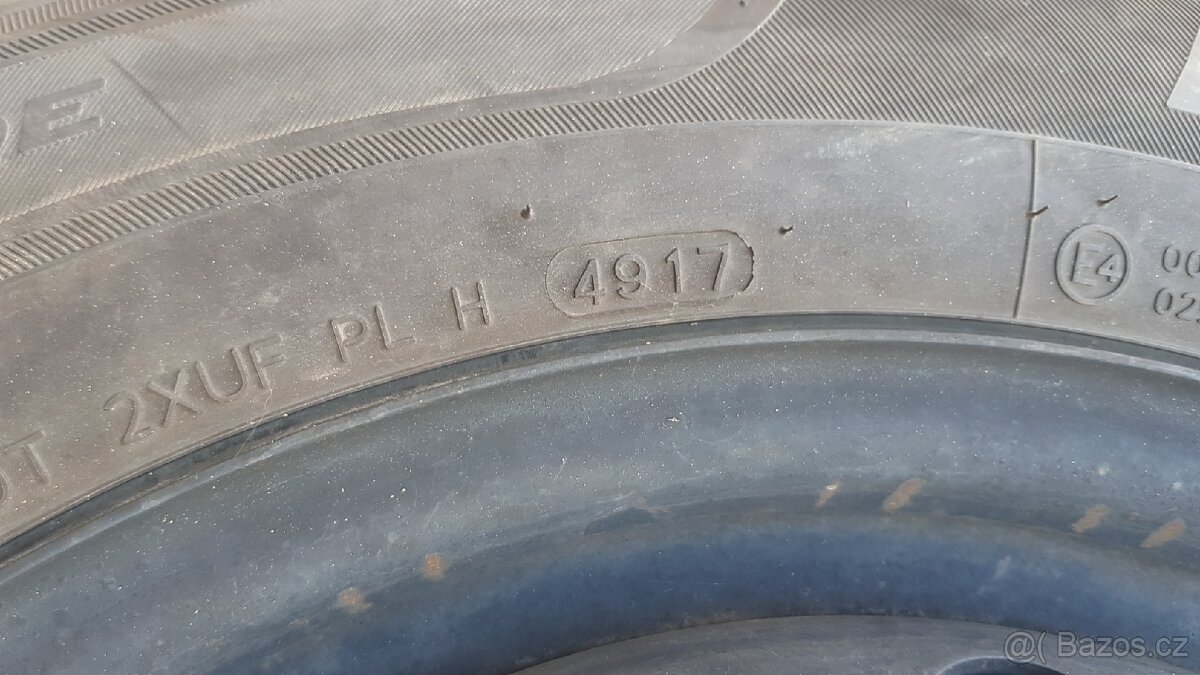 2XUF PL H 4917
E4
@( Bazos.cz